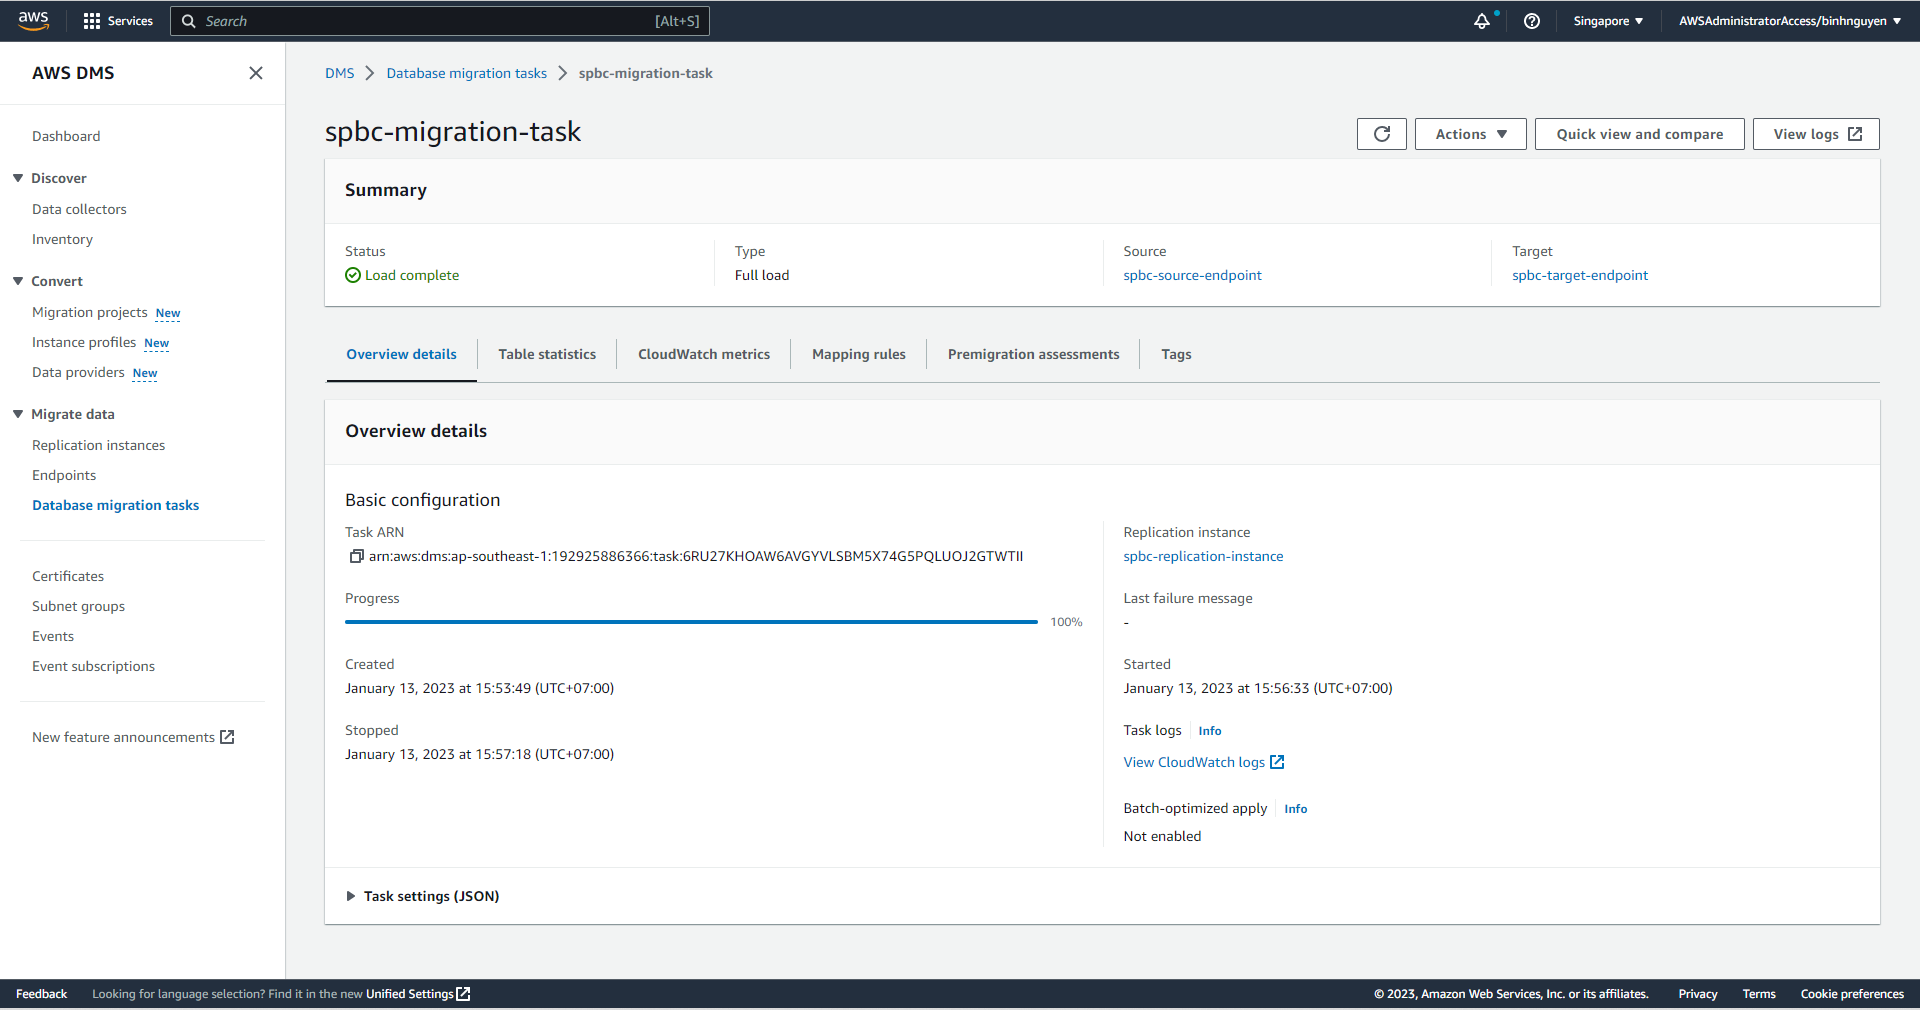 aws
Services
Search
[Alt+S]
Singapore
AWSAdministratorAccess/binhnguyen
AWS DMS
Dashboard
Discover
Data collectors
Inventory
Convert
Migration projects New
Instance profiles New
Data providers New
Migrate data
Replication instances
Endpoints
Database migration tasks
Certificates
Subnet groups
Events
Event subscriptions
New feature announcements
DMS
Database migration tasks
spbc-migration-task
spbc-migration-task
Actions
Quick view and compare
View logs
Summary
Status
Load complete
Type
Full load
Source
spbc-source-endpoint
Target
spbc-target-endpoint
Overview details
Table statistics
CloudWatch metrics
Mapping rules
Premigration assessments
Tags
Overview details
Basic configuration
Task ARN
arn:aws:dms:ap-southeast-1:192925886366:task:6RU27KHOAW6AVGYVLSBM5X74G5PQLUOJ2GTWTII
Progress
100%
Created
January 13, 2023 at 15:53:49 (UTC+07:00)
Stopped
January 13, 2023 at 15:57:18 (UTC+07:00)
Replication instance
spbc-replication-instance
Last failure message
-
Started
January 13, 2023 at 15:56:33 (UTC+07:00)
Task logs Info
View CloudWatch logs
Batch-optimized apply Info
Not enabled
Task settings (JSON)
Feedback
Looking for language selection? Find it in the new Unified Settings
© 2023, Amazon Web Services, Inc. or its affiliates.
Privacy
Terms
Cookie preferences